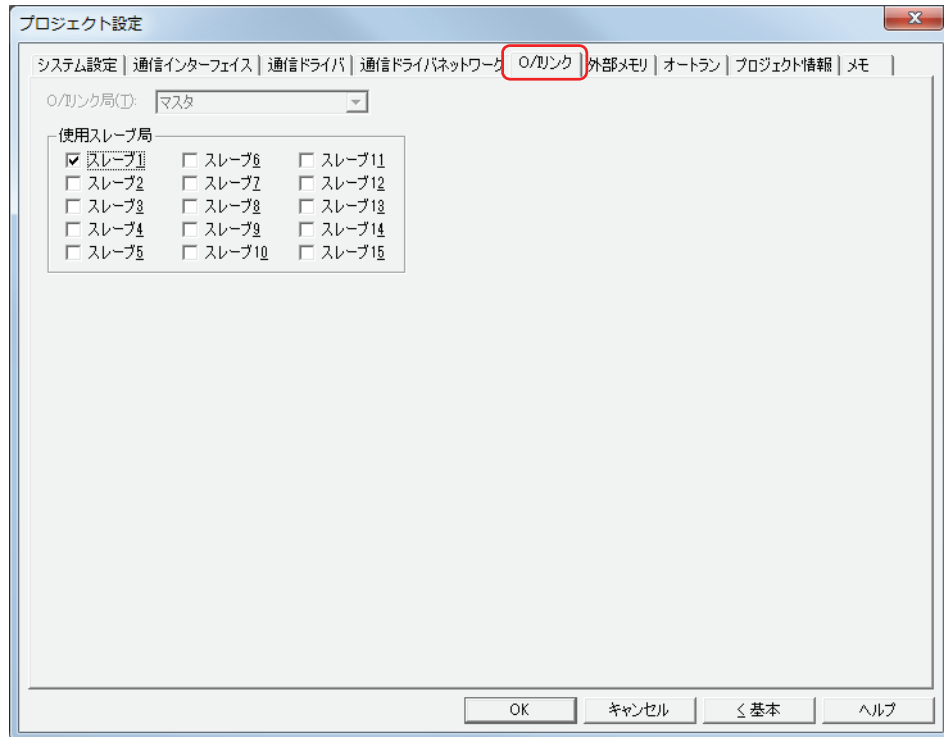 プロジェクト設定
システム設定 通信インターフェイス 通信ドライバ 通信ドライバネットワーク O/Iリンク 外部メモリ オートラン プロジェクト情報 メモ
O/Iリンク局(T): マスタ
使用スレーブ局
スレーブ1 スレーブ6 スレーブ11
スレーブ2 スレーブ7 スレーブ12
スレーブ3 スレーブ8 スレーブ13
スレーブ4 スレーブ9 スレーブ14
スレーブ5 スレーブ10 スレーブ15
OK キャンセル < 基本 ヘルプ